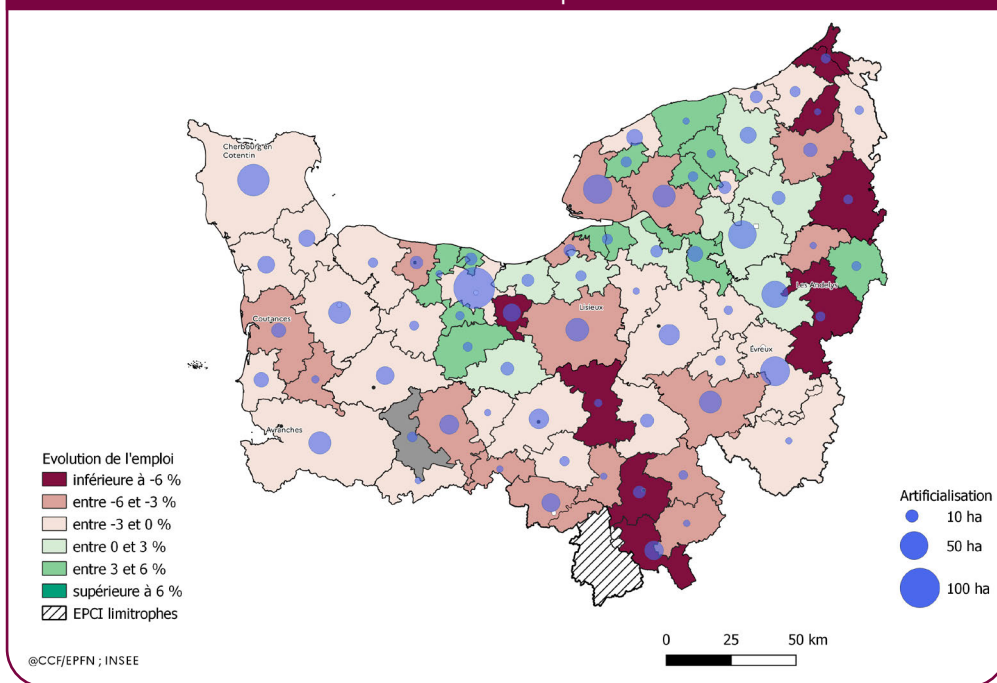 Cherbourg en
Cotentin
Les Andelys
Coutances
Lisieux
Évreux
Avranches
Evolution de l'emploi
inférieure à -6 %
entre -6 et -3 %
entre -3 et 0 %
entre 0 et 3 %
entre 3 et 6 %
supérieure à 6 %
EPCI limitrophes
Artificialisation
10 ha
50 ha
100 ha
0 25 50 km
@CCF/EPFN ; INSEE